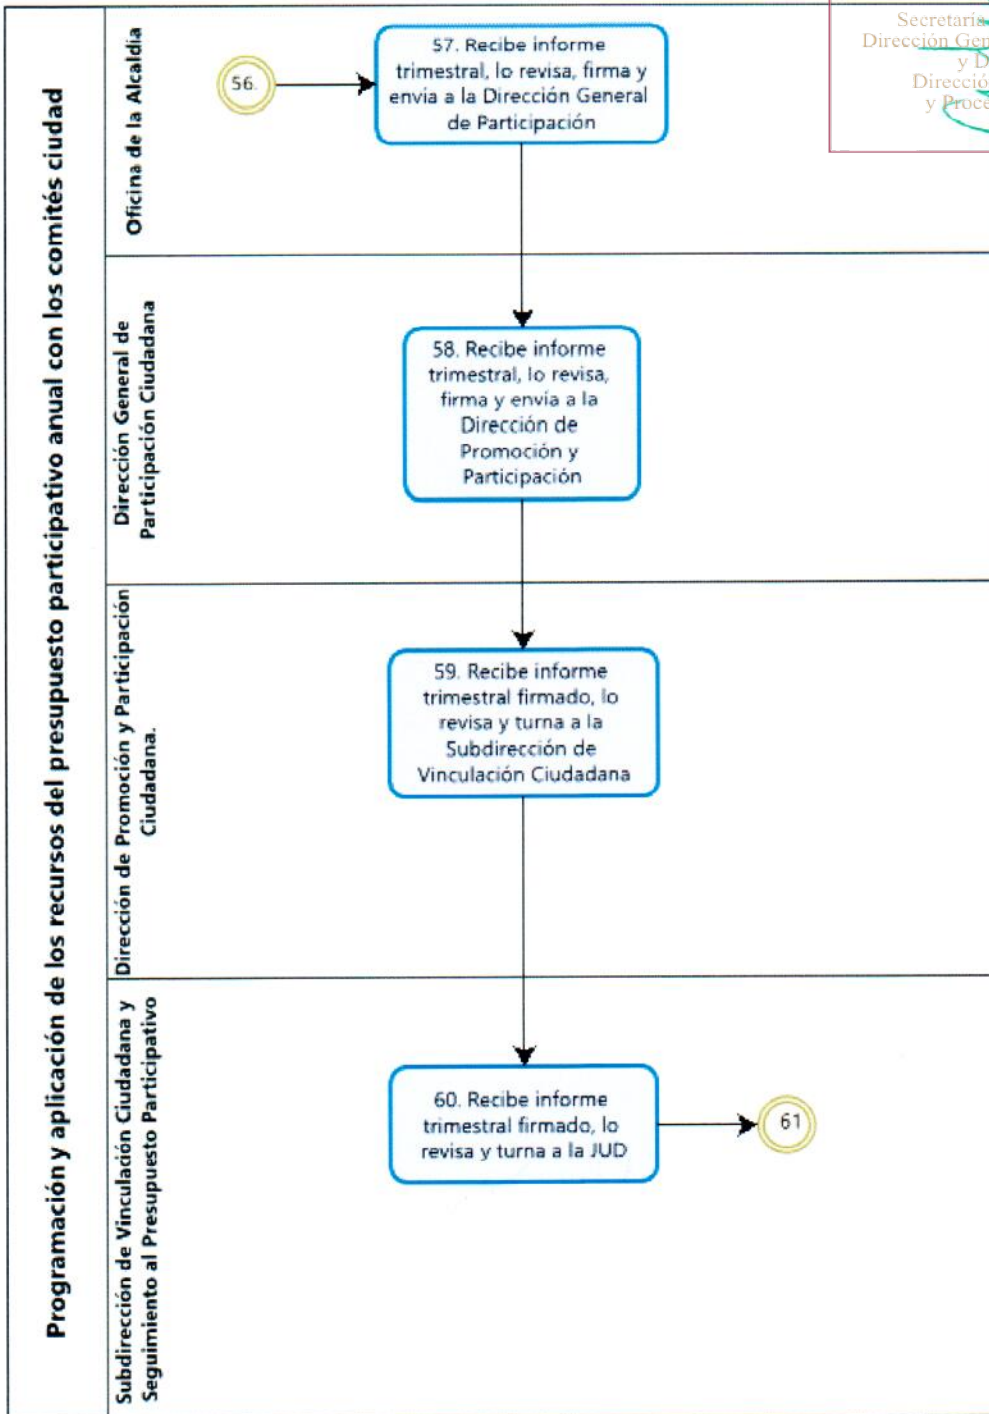 Programación y aplicación de los recursos del presupuesto participativo anual con los comités ciudad
Oficina de la Alcaldía
56.
57. Recibe informe
trimestral, lo revisa, firma y
envía a la Dirección General
de Participación
Secretaría
Dirección Gen
y D
Direcció
y Proce
Dirección General de
Participación Ciudadana
58. Recibe informe
trimestral, lo revisa,
firma y envía a la
Dirección de
Promoción y
Participación
Dirección de Promoción y Participación
Ciudadana.
59. Recibe informe
trimestral firmado, lo
revisa y turna a la
Subdirección de
Vinculación Ciudadana
Subdirección de Vinculación Ciudadana y
Seguimiento al Presupuesto Participativo
60. Recibe informe
trimestral firmado, lo
revisa y turna a la JUD
61